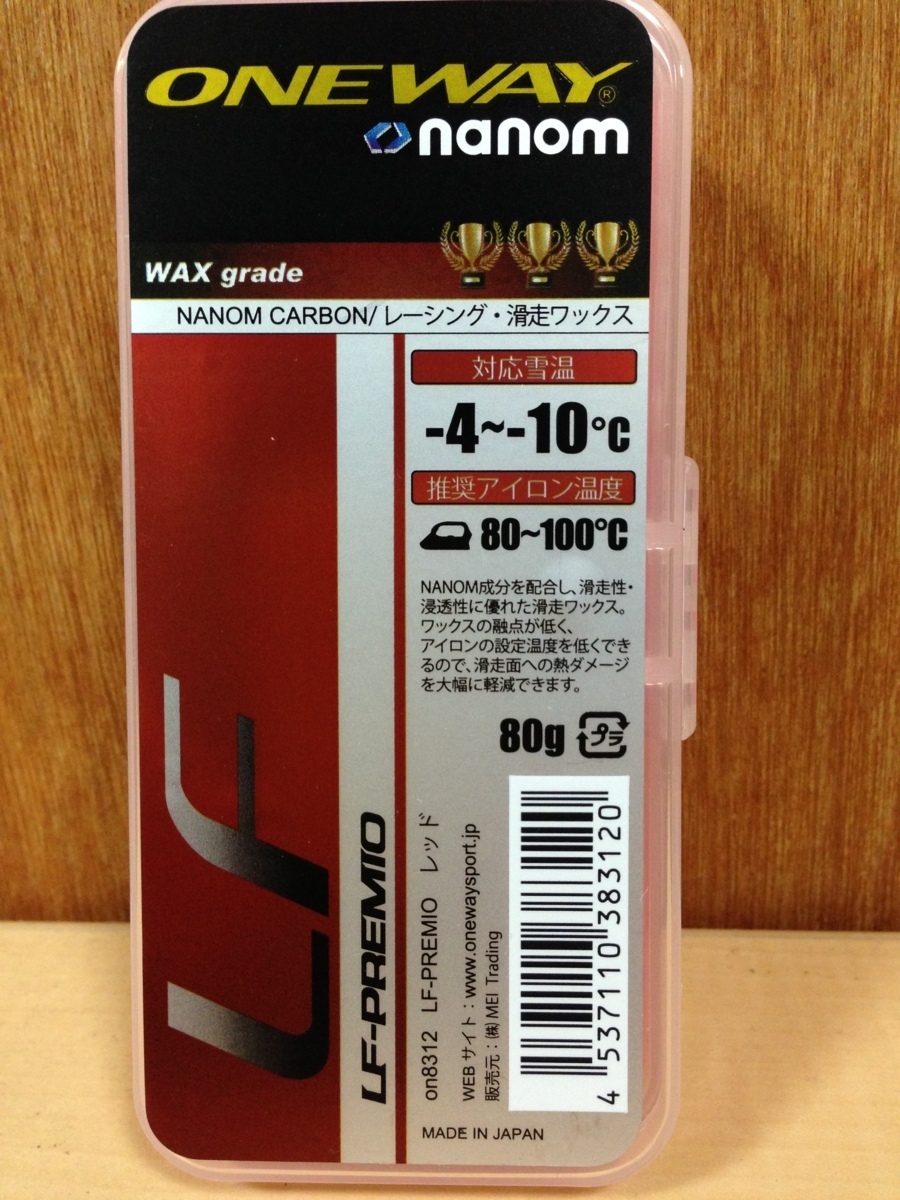 ONE WAY®
nanom
WAX grade
NANOM CARBON/レーシング・滑走ワックス
対応雪温
-4~-10℃
推奨アイロン温度
80~100℃
NANOM成分を配合し、滑走性・
浸透性に優れた滑走ワックス。
ワックスの融点が低く、
アイロンの設定温度を低くでき
るので、滑走面への熱ダメージ
を大幅に軽減できます。
80g プラ
LF
LF-PREMIO
on8312 LF-PREMIO レッド
WEBサイト：www.onewaysport.jp
販売元：㈱MEI Trading
4 537110 383120
MADE IN JAPAN